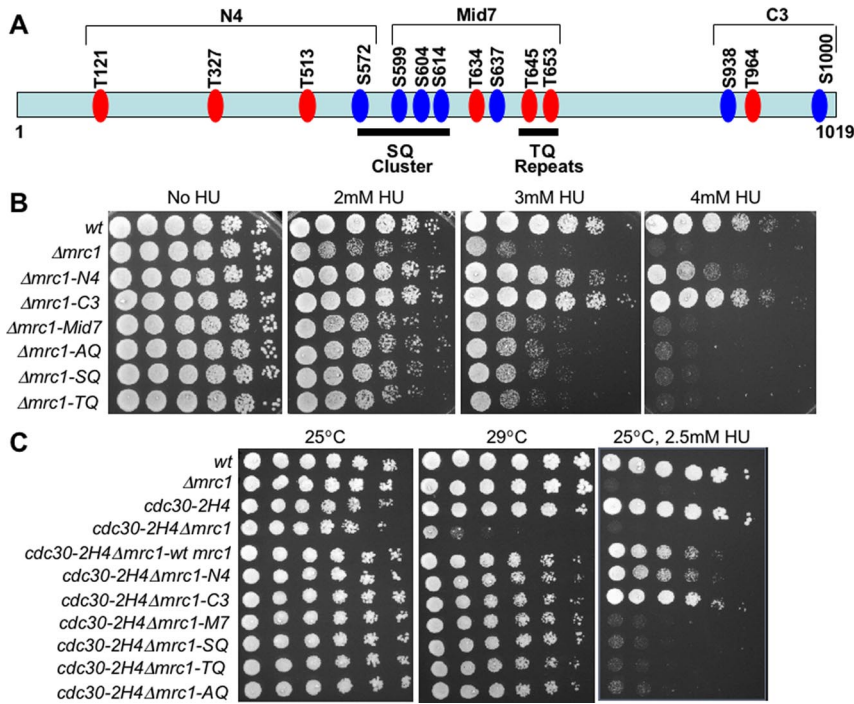 A
N4
Mid7
C3
T121
T327
T513
S572
S599
S604
S614
T634
S637
T645
T653
S938
T964
S1000
1
1019
SQ
Cluster
TQ
Repeats
B
No HU
2mM HU
3mM HU
4mM HU
wt
Δmrc1
Δmrc1-N4
Δmrc1-C3
Δmrc1-Mid7
Δmrc1-AQ
Δmrc1-SQ
Δmrc1-TQ
C
25°C
29°C
25°C, 2.5mM HU
wt
Δmrc1
cdc30-2H4
cdc30-2H4Δmrc1
cdc30-2H4Δmrc1-wt mrc1
cdc30-2H4Δmrc1-N4
cdc30-2H4Δmrc1-C3
cdc30-2H4Δmrc1-M7
cdc30-2H4Δmrc1-SQ
cdc30-2H4Δmrc1-TQ
cdc30-2H4Δmrc1-AQ